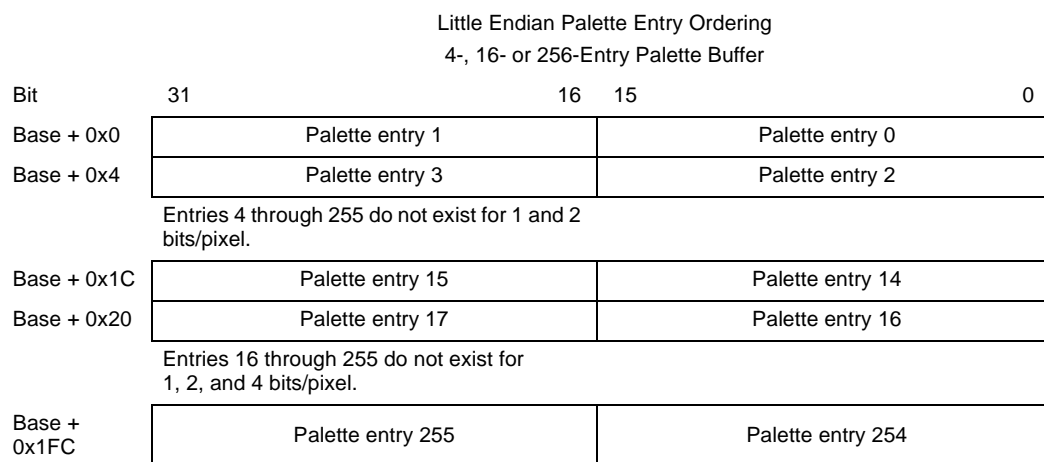 Little Endian Palette Entry Ordering
4-, 16- or 256-Entry Palette Buffer
Bit 31 16 15 0
Base + 0x0 Palette entry 1 Palette entry 0
Base + 0x4 Palette entry 3 Palette entry 2
Entries 4 through 255 do not exist for 1 and 2
bits/pixel.
Base + 0x1C Palette entry 15 Palette entry 14
Base + 0x20 Palette entry 17 Palette entry 16
Entries 16 through 255 do not exist for
1, 2, and 4 bits/pixel.
Base +
0x1FC Palette entry 255 Palette entry 254